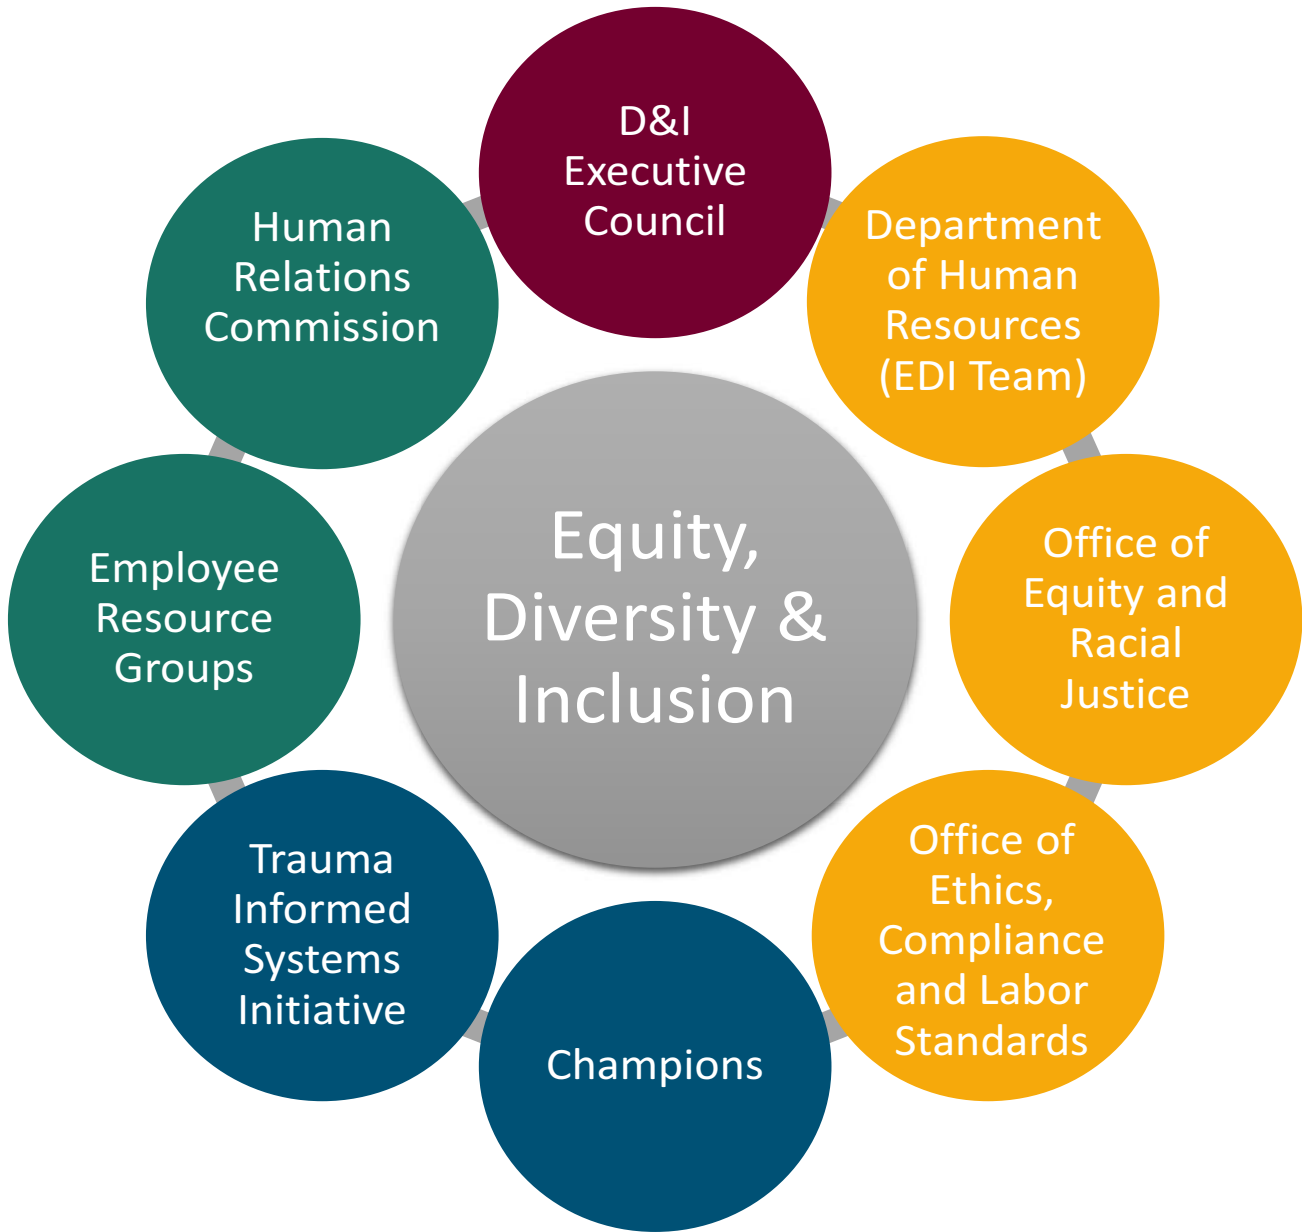 D&I
Executive
Council
Department
of Human
Resources
(EDI Team)
Office of
Equity and
Racial
Justice
Office of
Ethics,
Compliance
and Labor
Standards
Champions
Trauma
Informed
Systems
Initiative
Employee
Resource
Groups
Human
Relations
Commission
Equity,
Diversity &
Inclusion